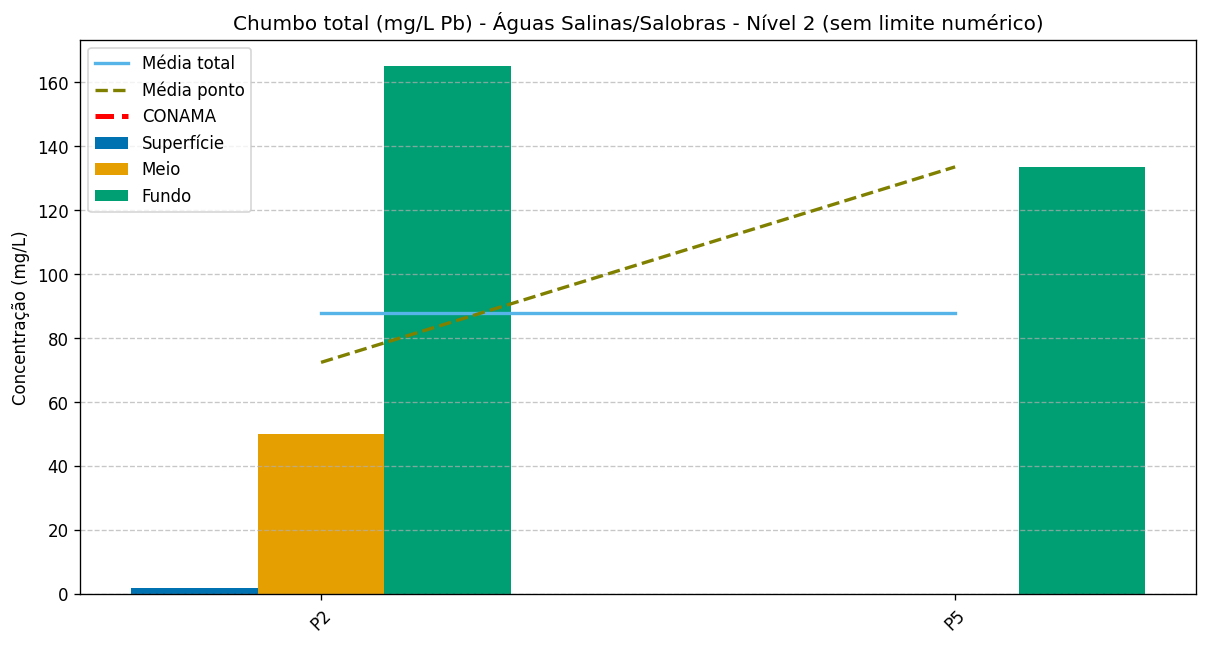 Chumbo total (mg/L Pb) - Águas Salinas/Salobras - Nível 2 (sem limite numérico)
Média total
Média ponto
CONAMA
Superfície
Meio
Fundo
Concentração (mg/L)
160
140
120
100
80
60
40
20
0
P2
P5